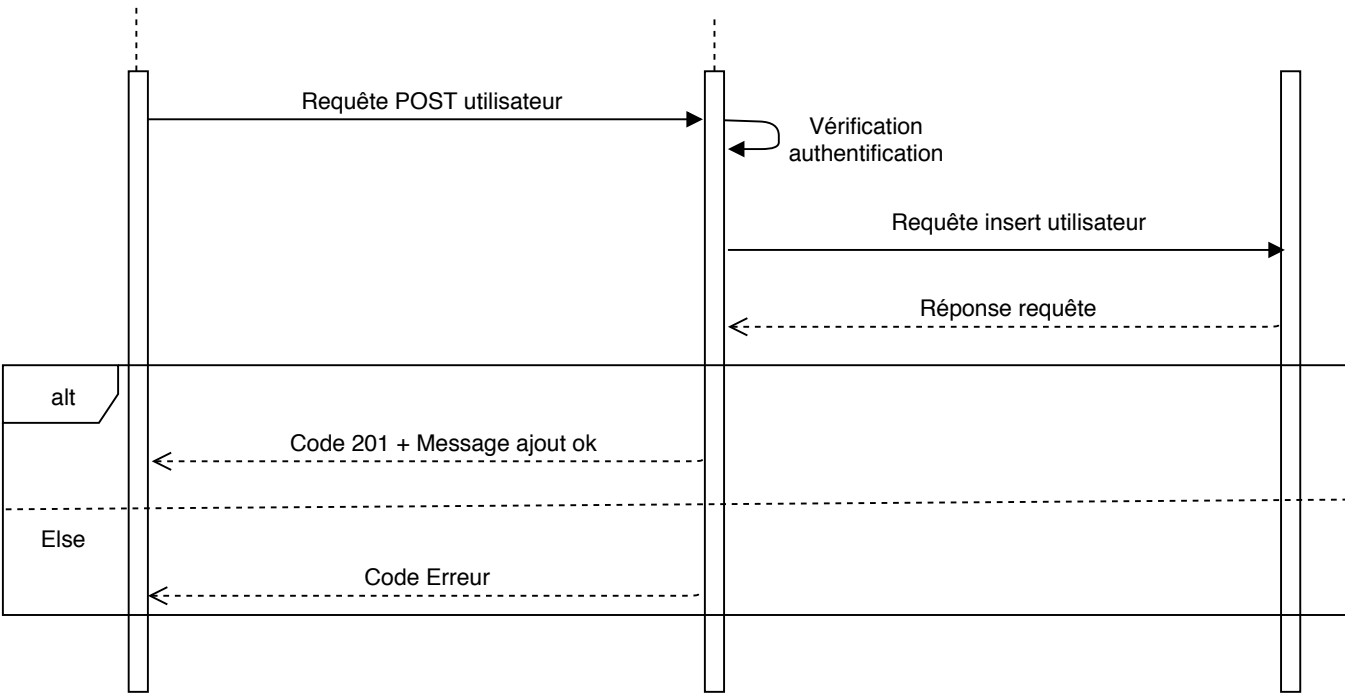 Requête POST utilisateur
Vérification
authentification
Requête insert utilisateur
Réponse requête
alt
Code 201 + Message ajout ok
Else
Code Erreur